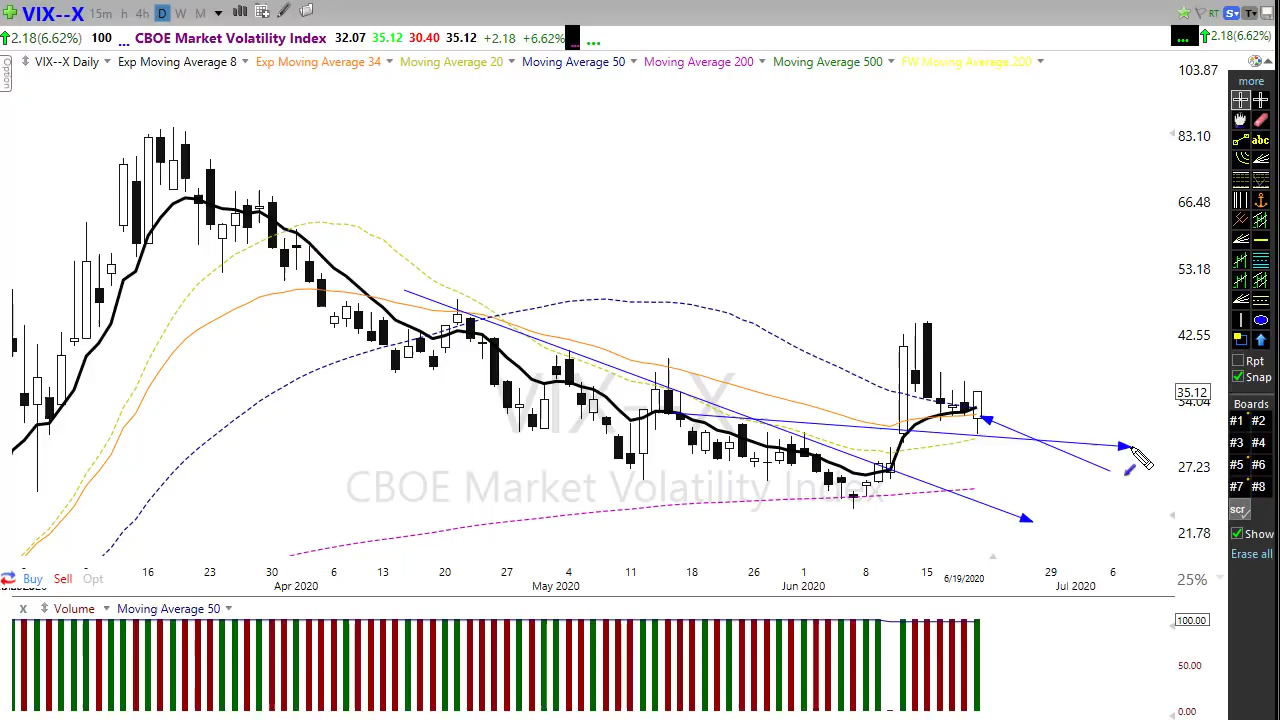 VIX--X 15m h 4h D W M RT S T
2.18(6.62%) 100 ... CBOE Market Volatility Index 32.07 35.12 30.40 35.12 +2.18 +6.62% ... ... ... 2.18(6.62%)
Option
VIX--X Daily Exp Moving Average 8 Exp Moving Average 34 Moving Average 20 Moving Average 50 Moving Average 200 Moving Average 500 FW Moving Average 200
103.87
83.10
66.48
53.18
42.55
35.12
34.04
27.23
21.78
VIX--X
CBOE Market Volatility Index
more
abc
Rpt
Snap
Boards
#1 #2
#3 #4
#5 #6
#7 #8
scr
Show
Erase all
16 23 30 6 13 20 27 4 11 18 26 1 8 15 6/19/2020 29 6
Apr 2020 May 2020 Jun 2020 Jul 2020
Buy Sell Opt
25%
X Volume Moving Average 50
100.00
50.00
0.00